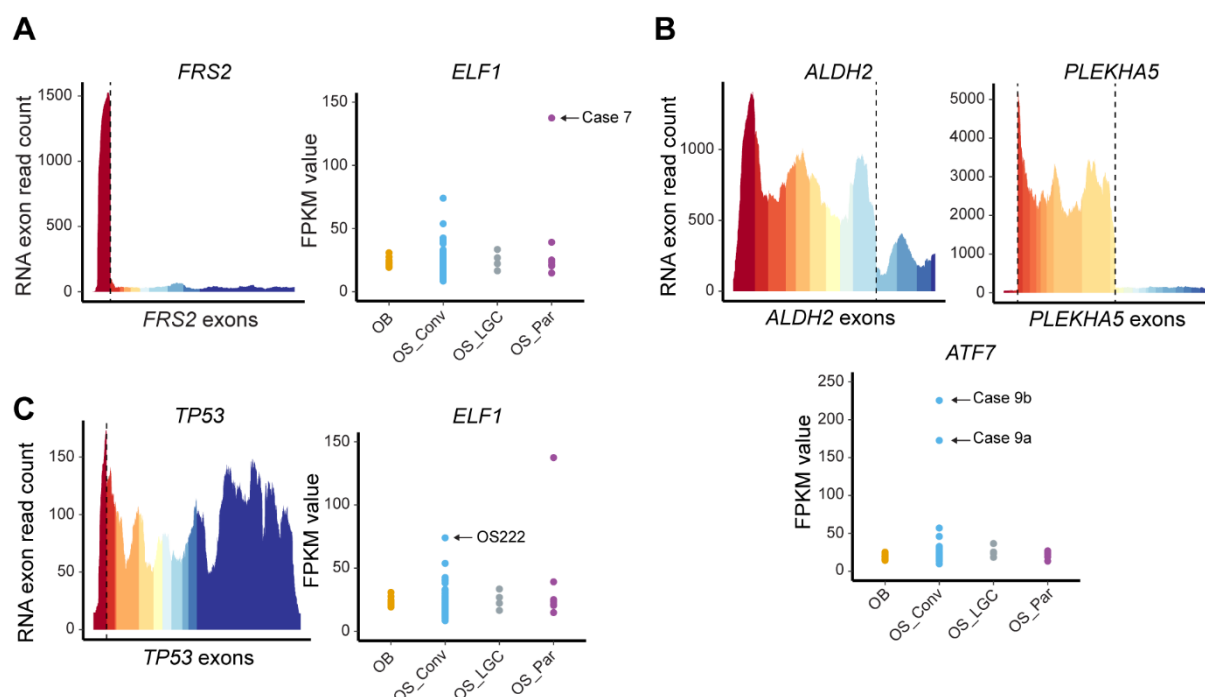 A
FRS2
RNA exon read count
1500
1000
500
0
FRS2 exons
ELF1
FPKM value
150
100
50
0
Case 7
OB
OS_Conv
OS_LGC
OS_Par
B
ALDH2
RNA exon read count
1000
500
0
ALDH2 exons
PLEKHA5
5000
4000
3000
2000
1000
0
PLEKHA5 exons
ATF7
FPKM value
250
200
150
100
50
0
Case 9b
Case 9a
OB
OS_Conv
OS_LGC
OS_Par
C
TP53
RNA exon read count
150
100
50
0
TP53 exons
ELF1
FPKM value
150
100
50
0
OS222
OB
OS_Conv
OS_LGC
OS_Par